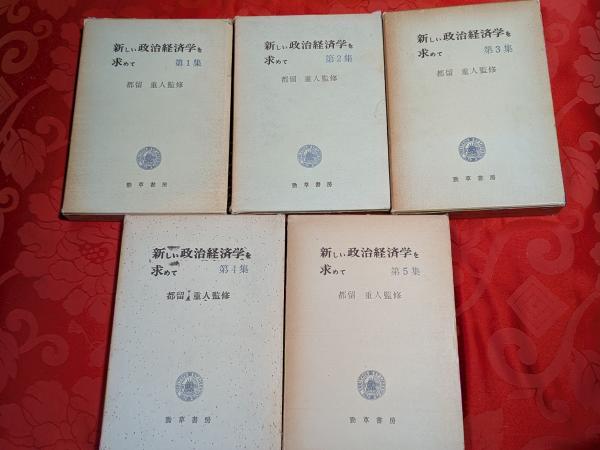 新しい政治経済学を
求めて 第1集
都留 重人監修
勁草書房
新しい政治経済学を
求めて 第2集
都留 重人監修
勁草書房
新しい政治経済学を
求めて 第3集
都留 重人監修
勁草書房
新しい政治経済学を
求めて 第4集
都留 重人監修
勁草書房
新しい政治経済学を
求めて 第5集
都留 重人監修
勁草書房